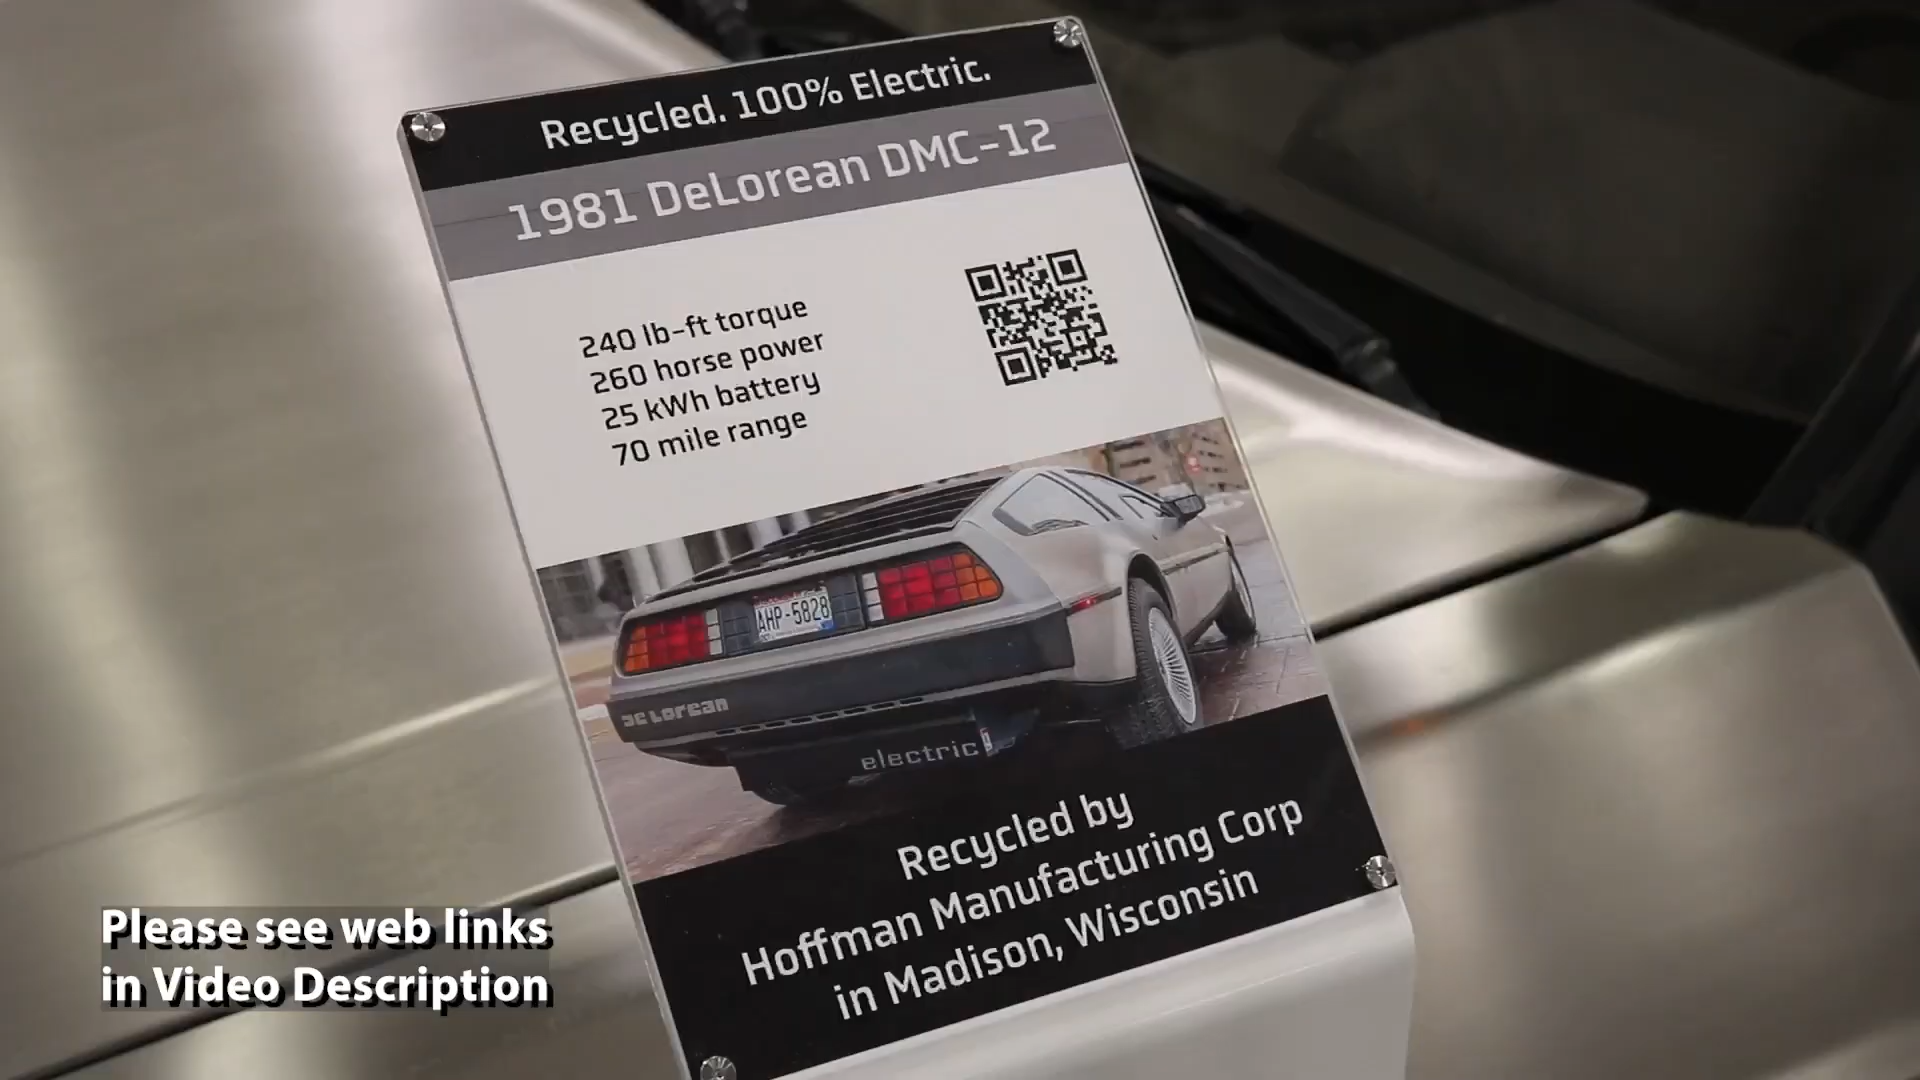 Recycled. 100% Electric.
1981 DeLorean DMC-12
240 lb-ft torque
260 horse power
25 kWh battery
70 mile range
AHP-5828
DeLorean
electric
Recycled by
Hoffman Manufacturing Corp
in Madison, Wisconsin
Please see web links
in Video Description